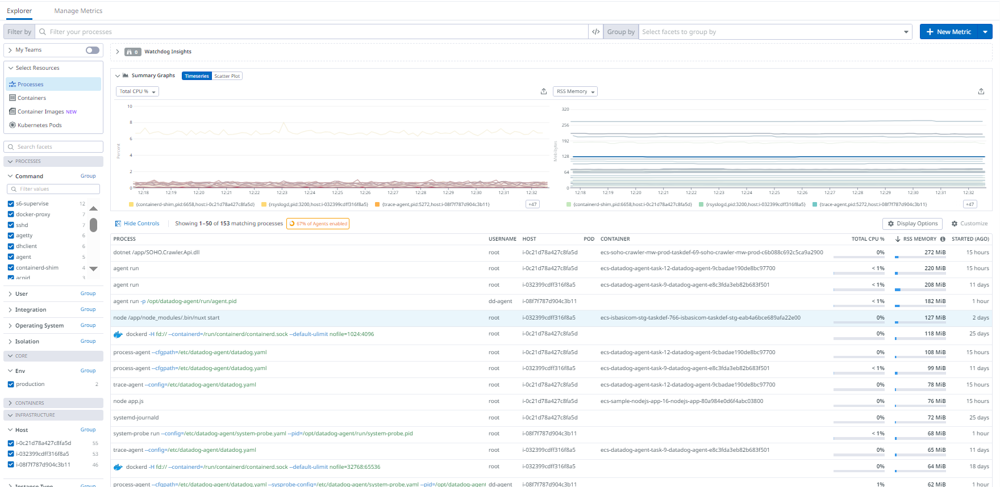 Explorer Manage Metrics
Filter by Filter your processes </> Group by Select facets to group by + New Metric
My Teams
Select Resources
Processes
Containers
Container Images NEW
Kubernetes Pods
Search facets
PROCESSES
Command Group
Filter values
s6-supervise 12
docker-proxy 7
sshd 7
agetty 6
dhclient 6
agent 5
containerd-shim 4
acpid 3
User Group
Integration Group
Operating System Group
Isolation Group
CORE
Env Group
production 2
CONTAINERS
INFRASTRUCTURE
Host Group
i-0c21d78a427c8fa5d 55
i-032399cdff316f8a5 53
i-08f7f787d904c3b11 46
Instance Type Group
0 Watchdog Insights
Summary Graphs Timeseries Scatter Plot
Total CPU %
Percent
10
8
6
4
2
0
12:18 12:19 12:20 12:21 12:22 12:23 12:24 12:25 12:26 12:27 12:28 12:29 12:30 12:31 12:32
{containerd-shim,pid:6658,host:i-0c21d78a427c8fa5d} {rsyslogd,pid:3200,host:i-032399cdff316f8a5} {trace-agent,pid:5272,host:i-08f7f787d904c3b11} +47
RSS Memory
Mebibytes
320
256
192
128
64
0
12:18 12:19 12:20 12:21 12:22 12:23 12:24 12:25 12:26 12:27 12:28 12:29 12:30 12:31 12:32
{containerd-shim,pid:6658,host:i-0c21d78a427c8fa5d} {rsyslogd,pid:3200,host:i-032399cdff316f8a5} {trace-agent,pid:5272,host:i-08f7f787d904c3b11} +47
Hide Controls Showing 1–50 of 153 matching processes 67% of Agents enabled Display Options Customize
PROCESS USERNAME HOST POD CONTAINER TOTAL CPU % RSS MEMORY STARTED (AGO)
dotnet /app/SOHO.Crawler.Api.dll root i-0c21d78a427c8fa5d ecs-soho-crawler-mw-prod-taskdef-69-soho-crawler-mw-prod-c6b088c692c5ca9a2900 0% 272 MiB 15 hours
agent run root i-0c21d78a427c8fa5d ecs-datadog-agent-task-12-datadog-agent-9cbadae190de8bc97700 < 1% 220 MiB 15 hours
agent run root i-032399cdff316f8a5 ecs-datadog-agent-task-9-datadog-agent-e8c3fda3eb82b683f501 < 1% 208 MiB 11 days
agent run -p /opt/datadog-agent/run/agent.pid dd-agent i-08f7f787d904c3b11 < 1% 182 MiB 1 hour
node /app/node_modules/.bin/nuxt start root i-032399cdff316f8a5 ecs-isbasicom-stg-taskdef-766-isbasicom-taskdef-stg-eab4a6bce689afa22e00 0% 127 MiB 2 days
dockerd -H fd:// --containerd=/run/containerd/containerd.sock --default-ulimit nofile=1024:4096 root i-0c21d78a427c8fa5d 0% 118 MiB 25 days
process-agent --cfgpath=/etc/datadog-agent/datadog.yaml root i-0c21d78a427c8fa5d ecs-datadog-agent-task-12-datadog-agent-9cbadae190de8bc97700 0% 108 MiB 15 hours
process-agent --cfgpath=/etc/datadog-agent/datadog.yaml root i-032399cdff316f8a5 ecs-datadog-agent-task-9-datadog-agent-e8c3fda3eb82b683f501 < 1% 99 MiB 11 days
trace-agent --config=/etc/datadog-agent/datadog.yaml root i-0c21d78a427c8fa5d ecs-datadog-agent-task-12-datadog-agent-9cbadae190de8bc97700 0% 78 MiB 15 hours
node app.js root i-0c21d78a427c8fa5d ecs-sample-nodejs-app-16-nodejs-app-80a984e0d6f4abc03800 0% 76 MiB 15 hours
systemd-journald root i-0c21d78a427c8fa5d 0% 72 MiB 25 days
system-probe run --config=/etc/datadog-agent/system-probe.yaml --pid=/opt/datadog-agent/run/system-probe.pid root i-08f7f787d904c3b11 < 1% 68 MiB 1 hour
trace-agent --config=/etc/datadog-agent/datadog.yaml root i-032399cdff316f8a5 ecs-datadog-agent-task-9-datadog-agent-e8c3fda3eb82b683f501 0% 65 MiB 11 days
dockerd -H fd:// --containerd=/run/containerd/containerd.sock --default-ulimit nofile=32768:65536 root i-032399cdff316f8a5 0% 64 MiB 18 days
process-agent --cfgpath=/etc/datadog-agent/datadog.yaml --sysprobe-config=/etc/datadog-agent/system-probe.yaml --pid=/opt/datadog-agent dd-agent i-08f7f787d904c3b11 1% 62 MiB 1 hour